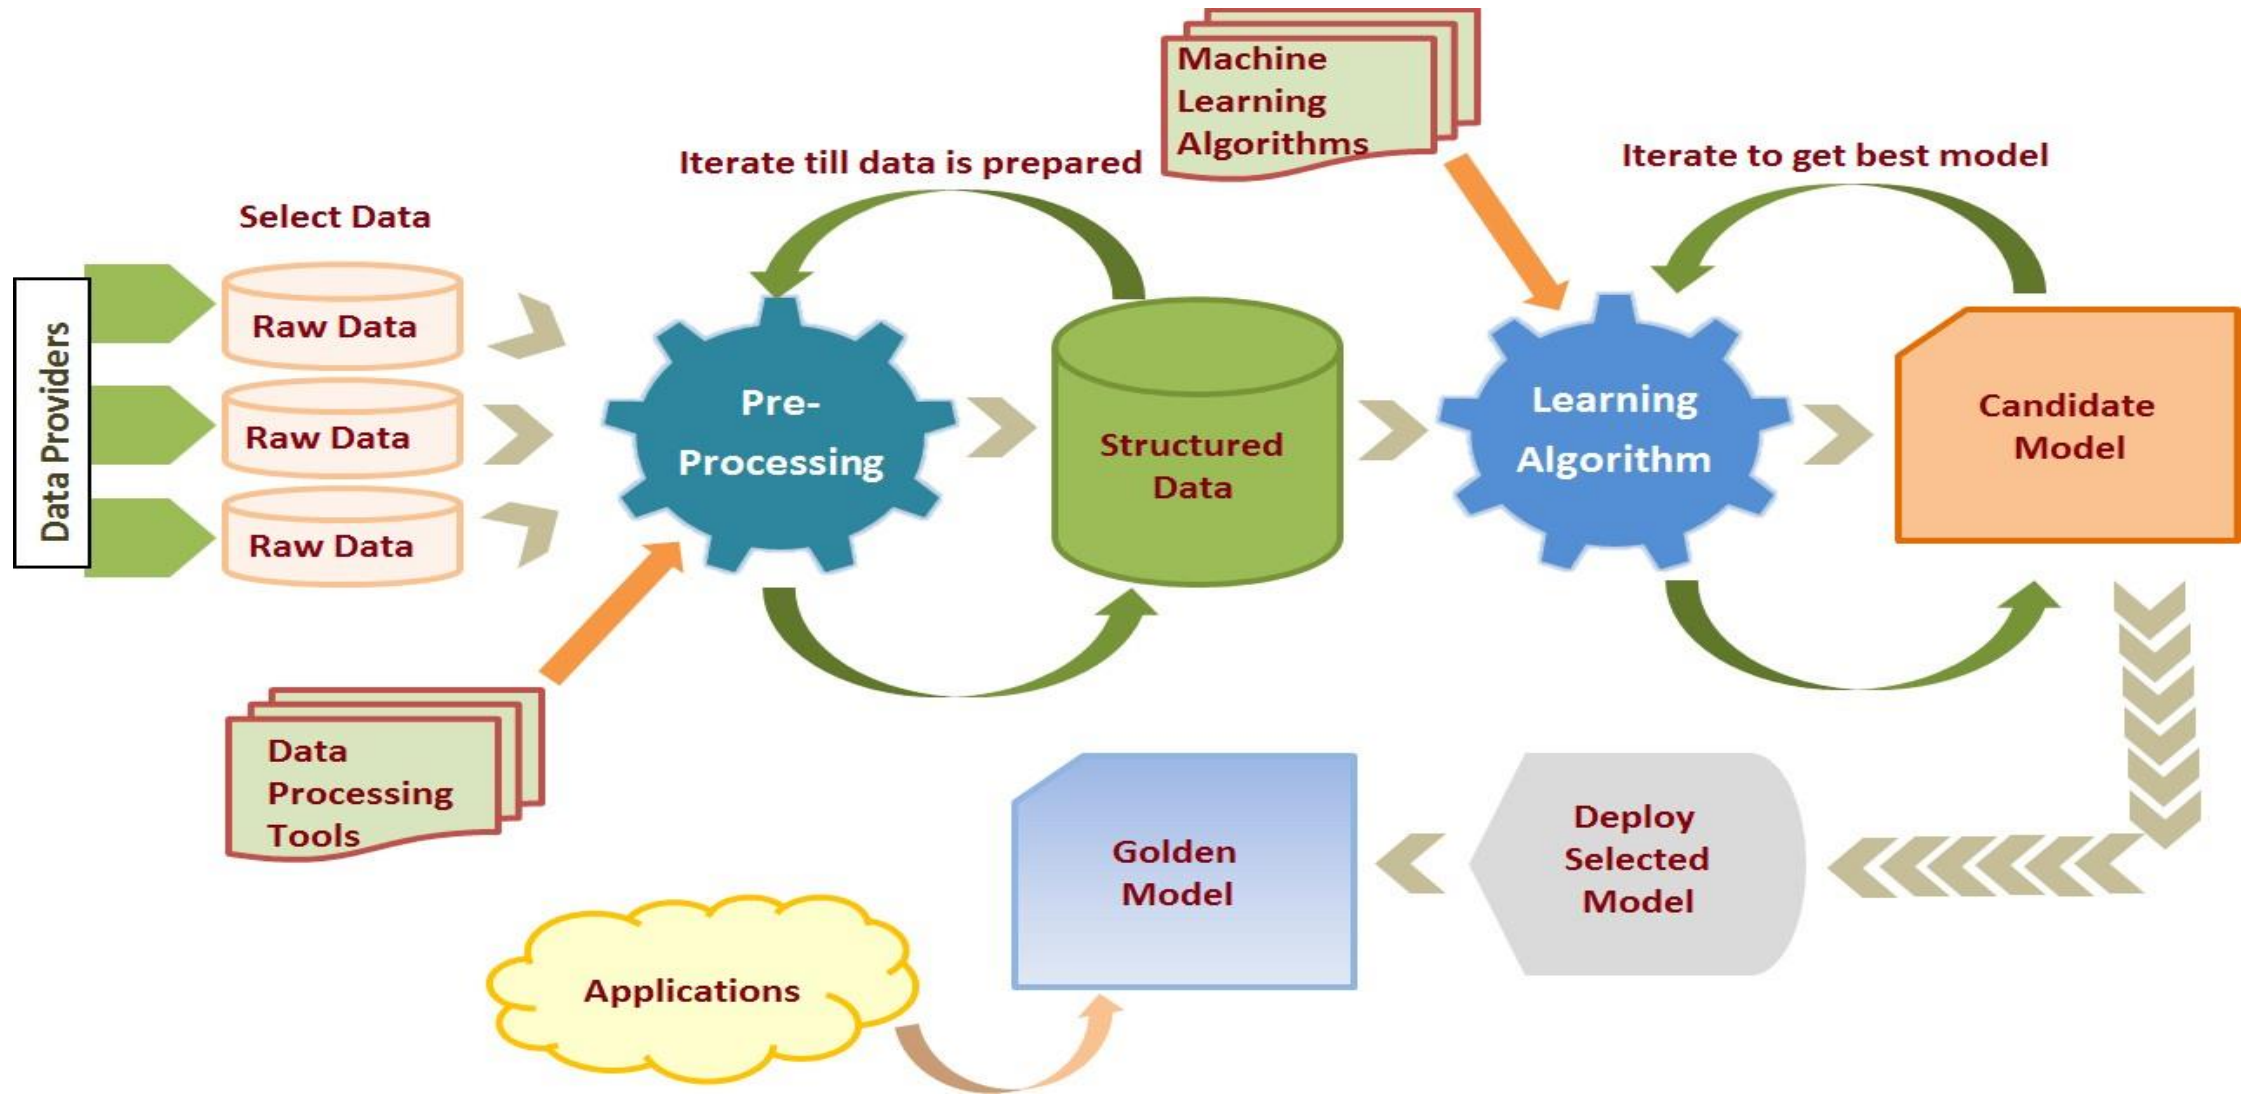 Machine
Learning
Algorithms
Iterate till data is prepared
Iterate to get best model
Select Data
Data Providers
Raw Data
Raw Data
Raw Data
Pre-
Processing
Structured
Data
Learning
Algorithm
Candidate
Model
Data
Processing
Tools
Golden
Model
Deploy
Selected
Model
Applications